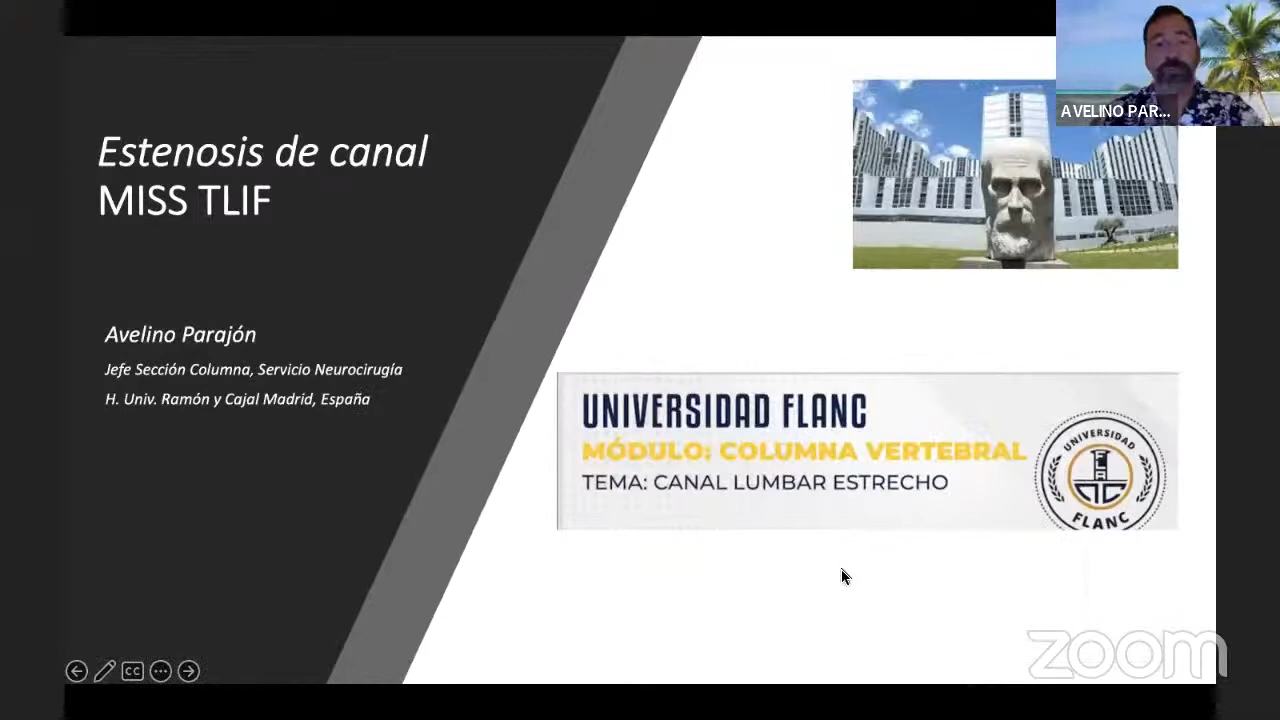 Estenosis de canal
MISS TLIF
Avelino Parajón
Jefe Sección Columna, Servicio Neurocirugía
H. Univ. Ramón y Cajal Madrid, España
AVELINO PAR...
UNIVERSIDAD FLANC
MÓDULO: COLUMNA VERTEBRAL
TEMA: CANAL LUMBAR ESTRECHO
UNIVERSIDAD
FLANC
CC
zoom